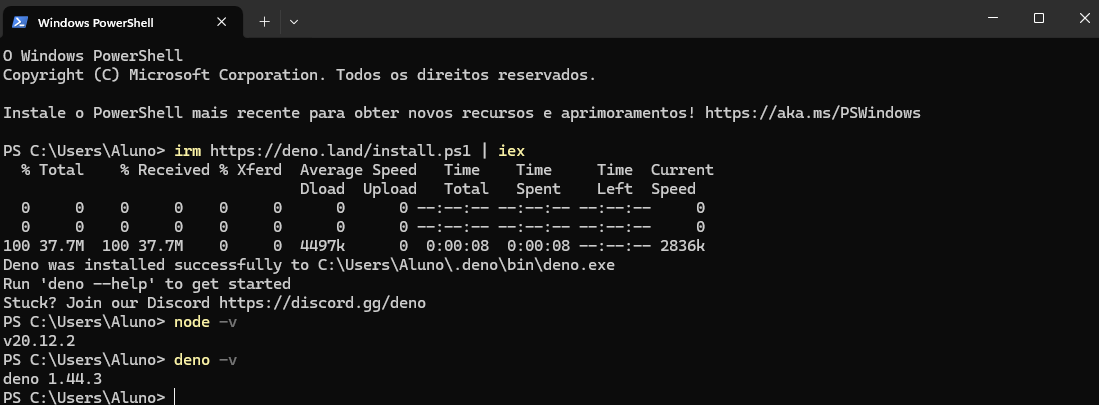 Windows PowerShell
O Windows PowerShell
Copyright (C) Microsoft Corporation. Todos os direitos reservados.
Instale o PowerShell mais recente para obter novos recursos e aprimoramentos! https://aka.ms/PSWindows
PS C:\Users\Aluno> irm https://deno.land/install.ps1 | iex
  % Total    % Received % Xferd  Average Speed   Time    Time     Time  Current
                                 Dload  Upload   Total   Spent    Left  Speed
  0     0    0     0    0     0      0      0 --:--:-- --:--:-- --:--:--     0
  0     0    0     0    0     0      0      0 --:--:-- --:--:-- --:--:--     0
100 37.7M  100 37.7M    0     0  4497k      0  0:00:08  0:00:08 --:--:-- 2836k
Deno was installed successfully to C:\Users\Aluno\.deno\bin\deno.exe
Run 'deno --help' to get started
Stuck? Join our Discord https://discord.gg/deno
PS C:\Users\Aluno> node -v
v20.12.2
PS C:\Users\Aluno> deno -v
deno 1.44.3
PS C:\Users\Aluno>